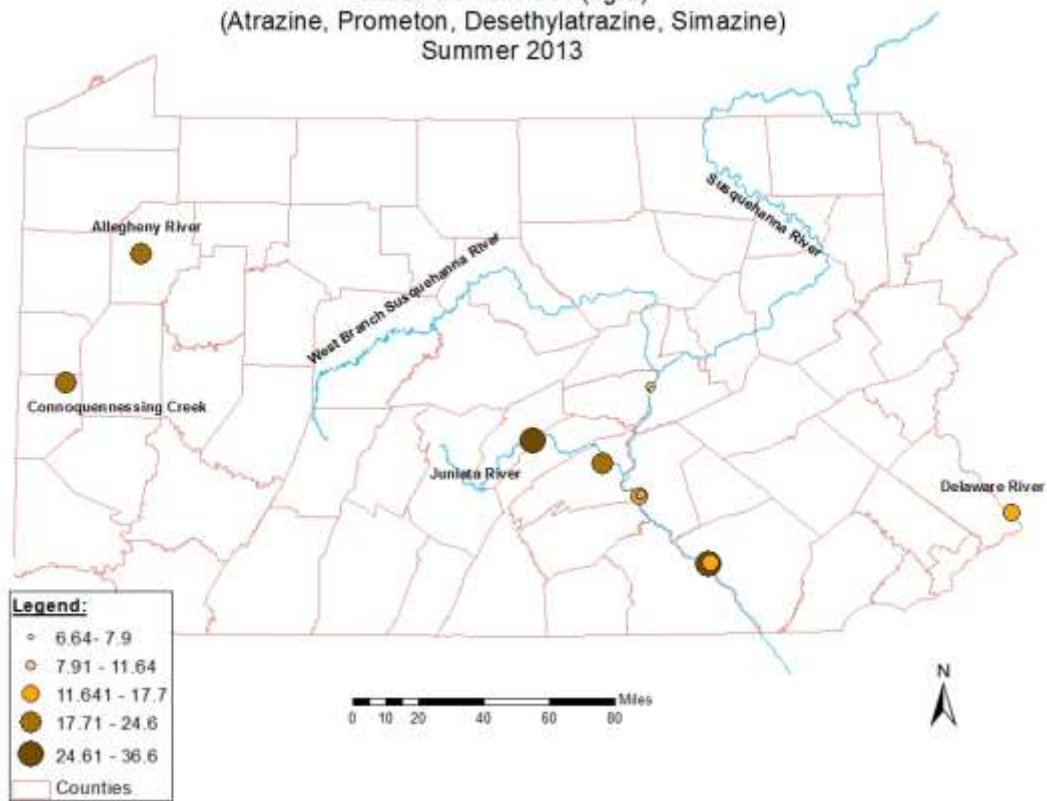 (Atrazine, Prometon, Desethylatrazine, Simazine)
Summer 2013
Susquehanna River
Allegheny River
West Branch Susquehanna River
Connoquennessing Creek
Juniata River
Delaware River
Legend:
6.64- 7.9
7.91 - 11.64
11.641 - 17.7
17.71 - 24.6
24.61 - 36.6
Counties
N
Miles
0 10 20 40 60 80